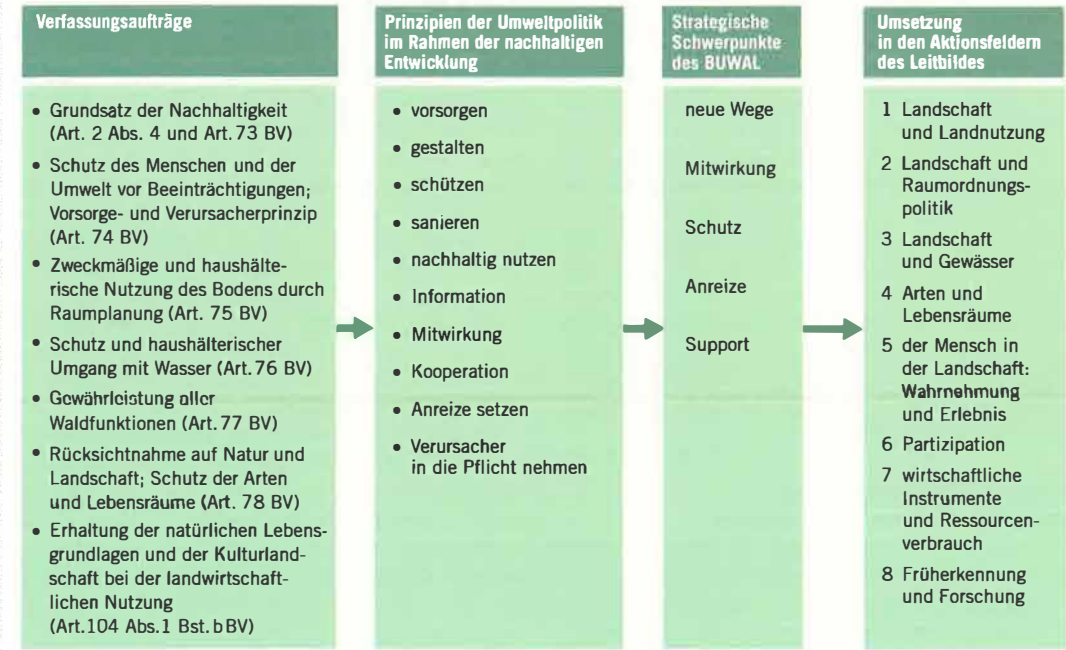 Verfassungsaufträge
• Grundsatz der Nachhaltigkeit
(Art. 2 Abs. 4 und Art. 73 BV)
• Schutz des Menschen und der
Umwelt vor Beeinträchtigungen;
Vorsorge- und Verursacherprinzip
(Art. 74 BV)
• Zweckmäßige und haushälte-
rische Nutzung des Bodens durch
Raumplanung (Art. 75 BV)
• Schutz und haushälterischer
Umgang mit Wasser (Art. 76 BV)
• Gewährleistung aller
Waldfunktionen (Art. 77 BV)
• Rücksichtnahme auf Natur und
Landschaft; Schutz der Arten
und Lebensräume (Art. 78 BV)
• Erhaltung der natürlichen Lebens-
grundlagen und der Kulturland-
schaft bei der landwirtschaft-
lichen Nutzung
(Art.104 Abs.1 Bst. b BV)
Prinzipien der Umweltpolitik
im Rahmen der nachhaltigen
Entwicklung
• vorsorgen
• gestalten
• schützen
• sanieren
• nachhaltig nutzen
• Information
• Mitwirkung
• Kooperation
• Anreize setzen
• Verursacher
in die Pflicht nehmen
Strategische
Schwerpunkte
des BUWAL
neue Wege
Mitwirkung
Schutz
Anreize
Support
Umsetzung
in den Aktionsfeldern
des Leitbildes
1 Landschaft
und Landnutzung
2 Landschaft und
Raumordnungs-
politik
3 Landschaft
und Gewässer
4 Arten und
Lebensräume
5 der Mensch in
der Landschaft:
Wahrnehmung
und Erlebnis
6 Partizipation
7 wirtschaftliche
Instrumente
und Ressourcen-
verbrauch
8 Früherkennung
und Forschung